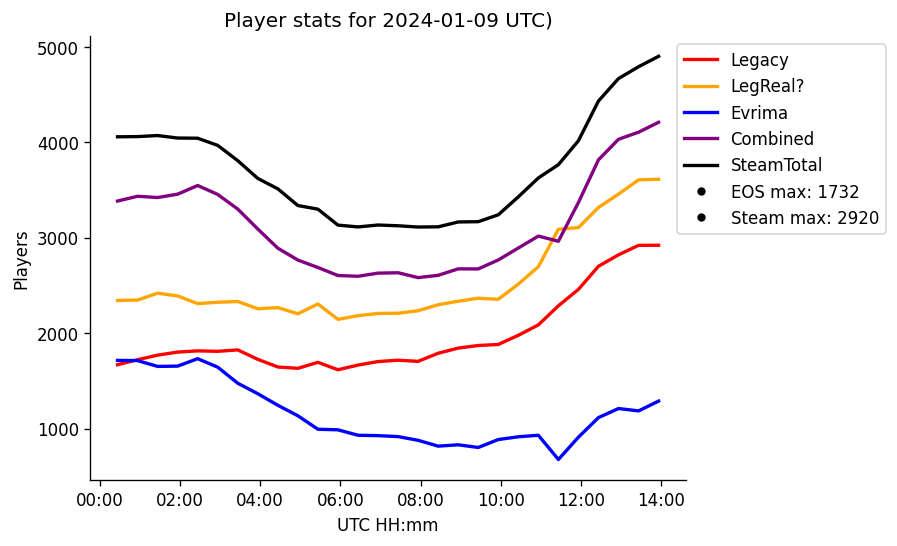 Player stats for 2024-01-09 UTC)
5000
4000
3000
2000
1000
Players
00:00 02:00 04:00 06:00 08:00 10:00 12:00 14:00
UTC HH:mm
Legacy
LegReal?
Evrima
Combined
SteamTotal
EOS max: 1732
Steam max: 2920